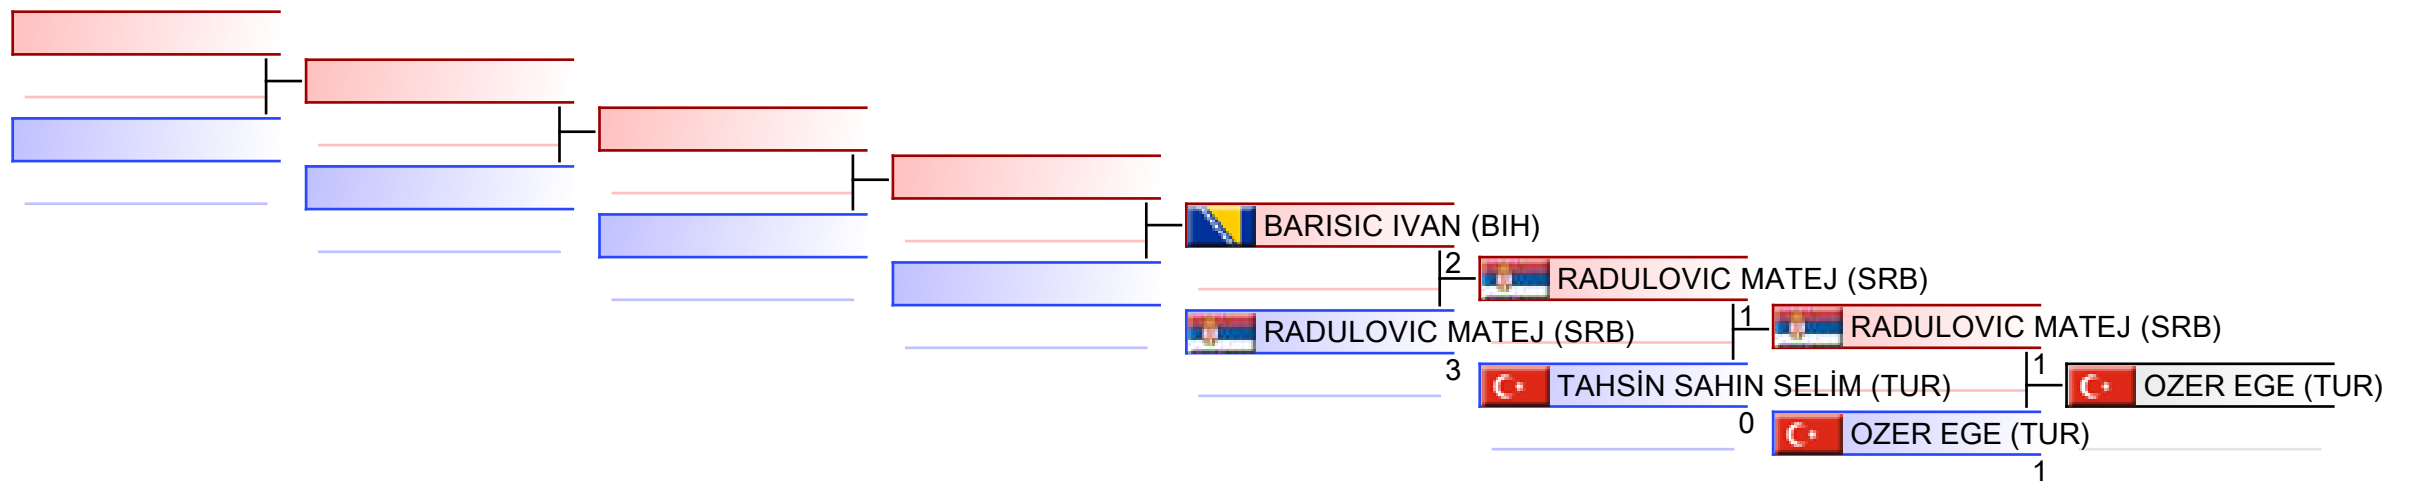 BARISIC IVAN (BIH)
2
RADULOVIC MATEJ (SRB)
3
RADULOVIC MATEJ (SRB)
1
TAHSİN SAHIN SELİM (TUR)
0
RADULOVIC MATEJ (SRB)
1
OZER EGE (TUR)
1
OZER EGE (TUR)